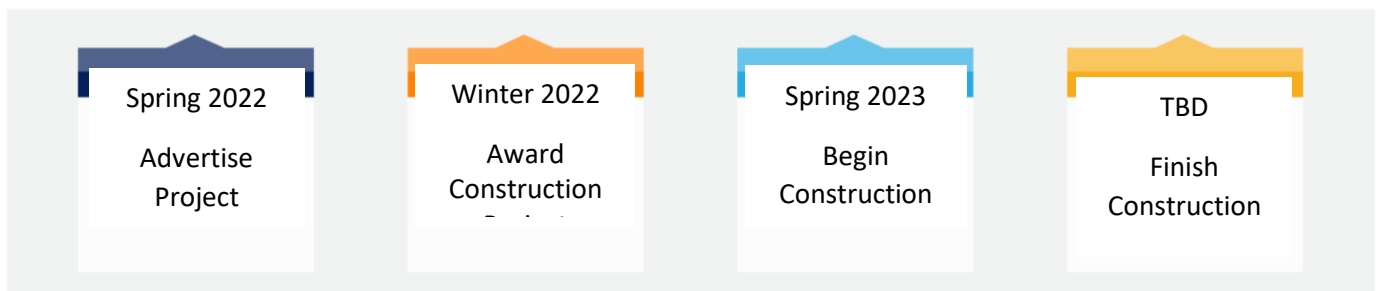 Spring 2022
Advertise
Project
Winter 2022
Award
Construction
Spring 2023
Begin
Construction
TBD
Finish
Construction